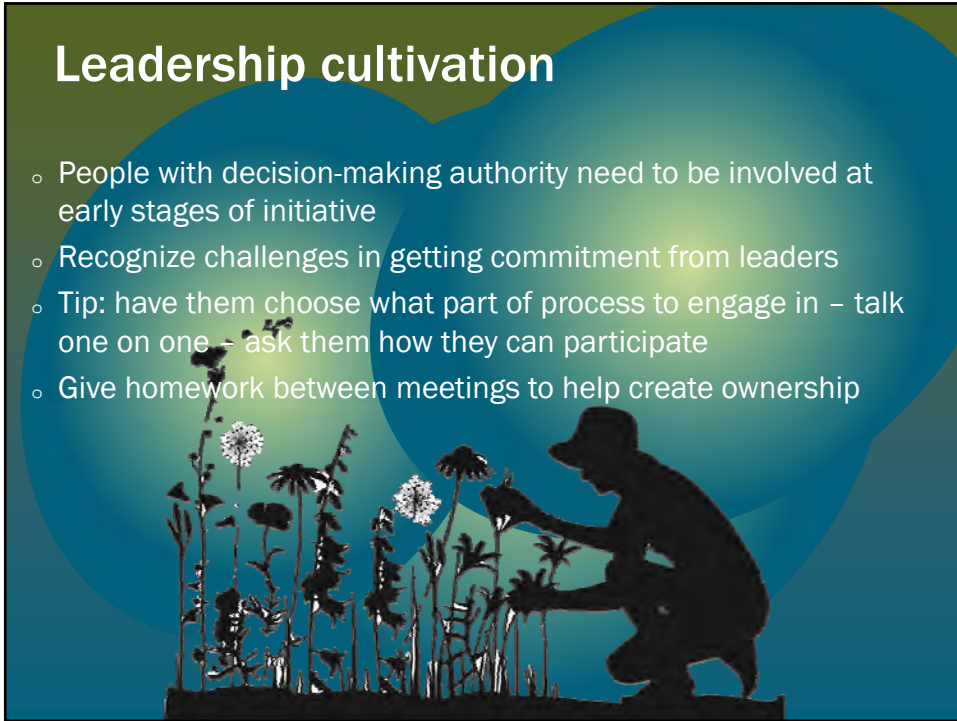 Leadership cultivation
o People with decision-making authority need to be involved at
early stages of initiative
o Recognize challenges in getting commitment from leaders
o Tip: have them choose what part of process to engage in – talk
one on one – ask them how they can participate
o Give homework between meetings to help create ownership